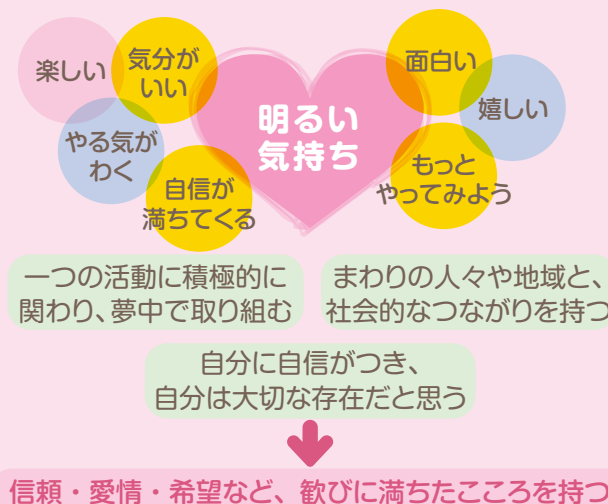 楽しい
気分が
いい
やる気が
わく
自信が
満ちてくる
明るい
気持ち
面白い
嬉しい
もっと
やってみよう
一つの活動に積極的に
関わり、夢中で取り組む
まわりの人々や地域と、
社会的なつながりを持つ
自分に自信がつき、
自分は大切な存在だと思う
信頼・愛情・希望など、歓びに満ちたこころを持つ